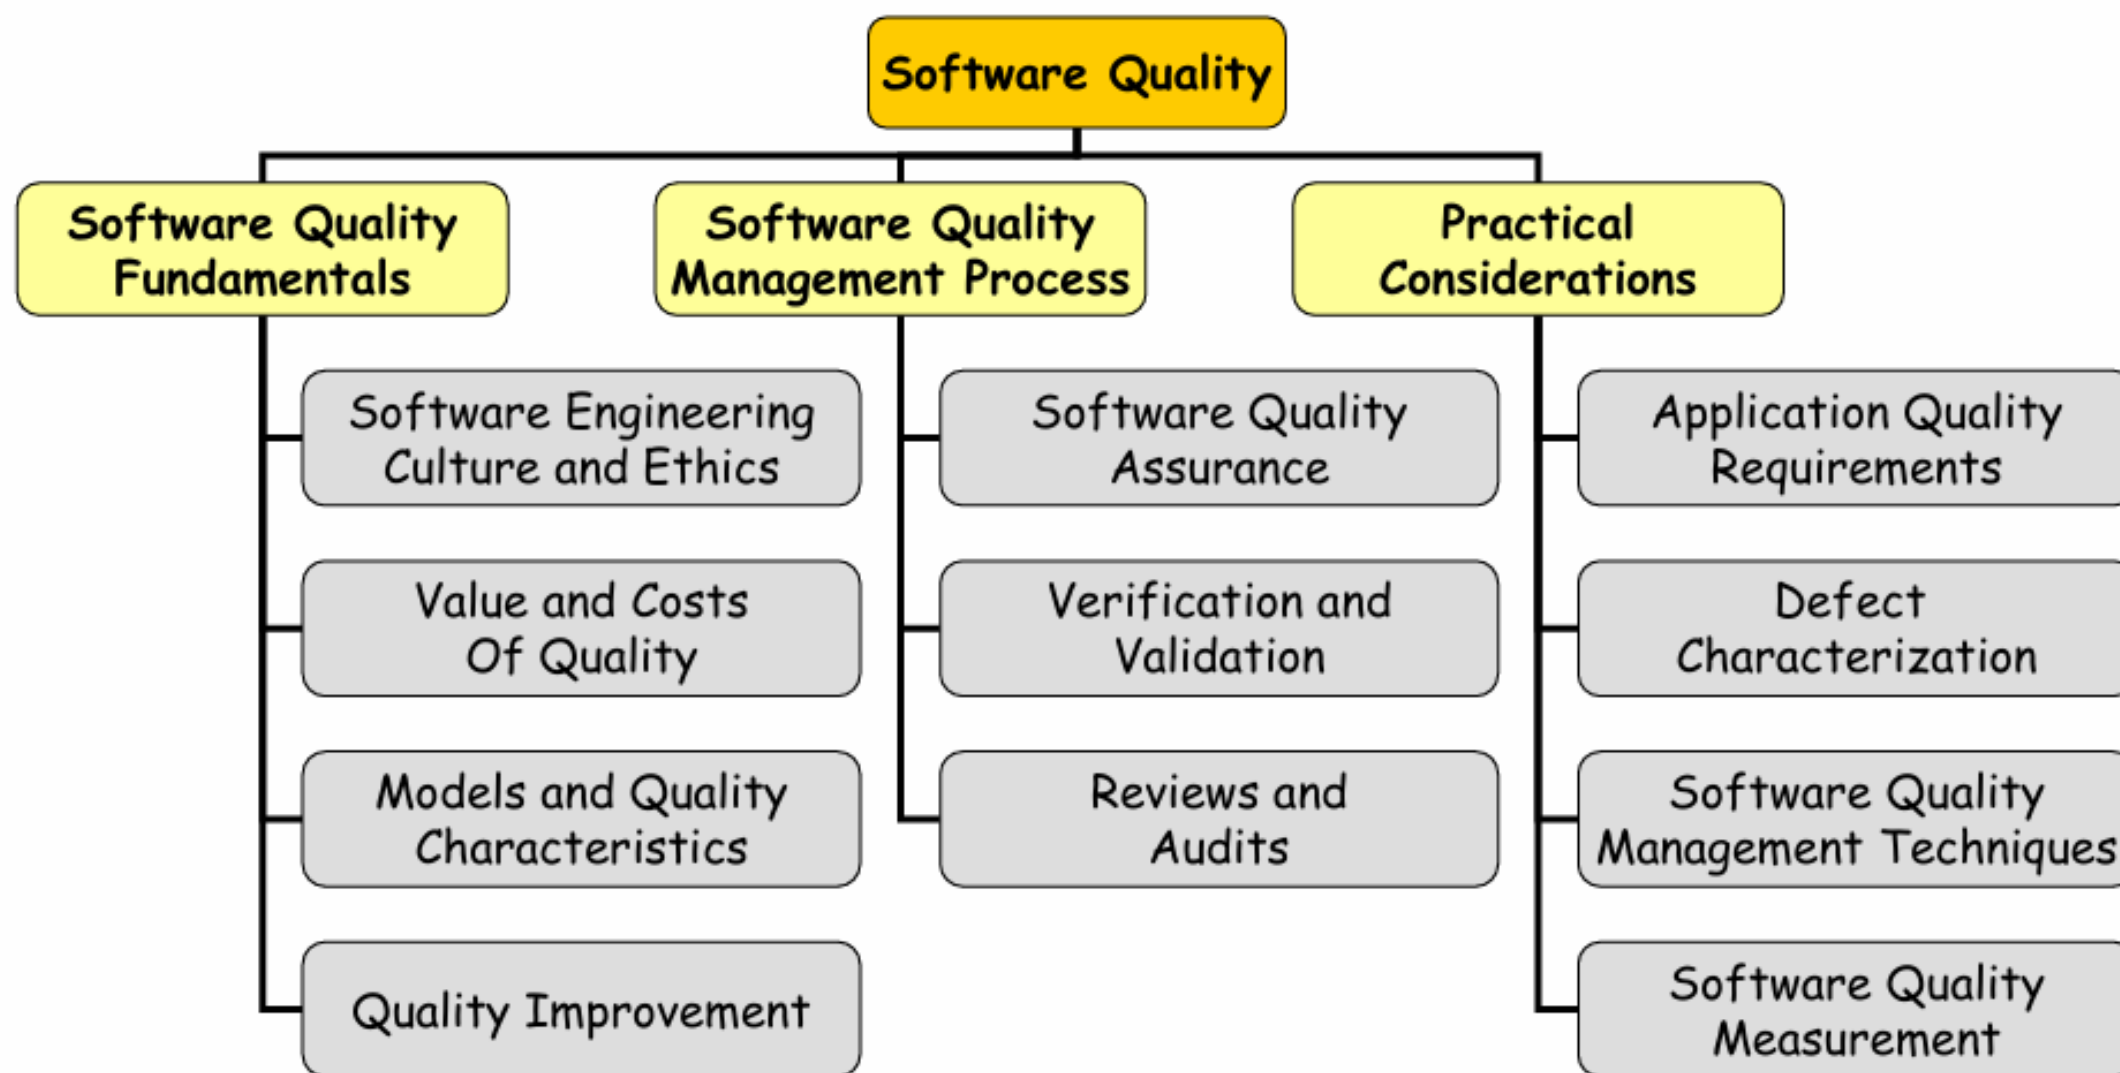 Software Quality
Software Quality
Fundamentals
Software Engineering
Culture and Ethics
Value and Costs
Of Quality
Models and Quality
Characteristics
Quality Improvement
Software Quality
Management Process
Software Quality
Assurance
Verification and
Validation
Reviews and
Audits
Practical
Considerations
Application Quality
Requirements
Defect
Characterization
Software Quality
Management Techniques
Software Quality
Measurement